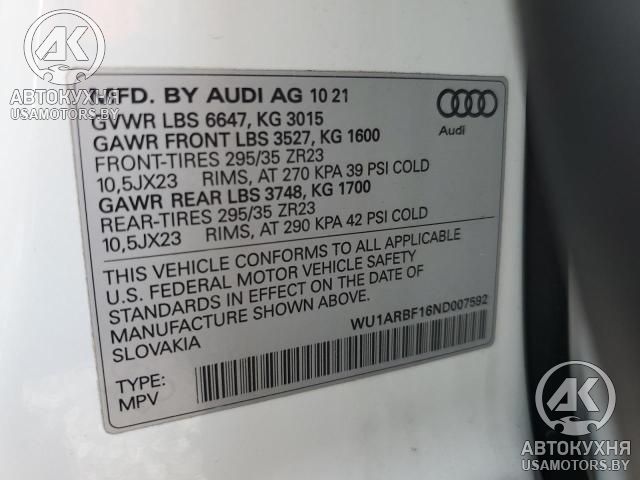 AK
АВТОКУХНЯ
USAMOTORS.BY
MFD. BY AUDI AG 10 21
GVWR LBS 6647, KG 3015
GAWR FRONT LBS 3527, KG 1600
FRONT-TIRES 295/35 ZR23
10,5JX23 RIMS, AT 270 KPA 39 PSI COLD
GAWR REAR LBS 3748, KG 1700
REAR-TIRES 295/35 ZR23
10,5JX23 RIMS, AT 290 KPA 42 PSI COLD
Audi
THIS VEHICLE CONFORMS TO ALL APPLICABLE
U.S. FEDERAL MOTOR VEHICLE SAFETY
STANDARDS IN EFFECT ON THE DATE OF
MANUFACTURE SHOWN ABOVE.
SLOVAKIA
WU1ARBF16ND007592
TYPE:
MPV
AK
АВТОКУХНЯ
USAMOTORS.BY